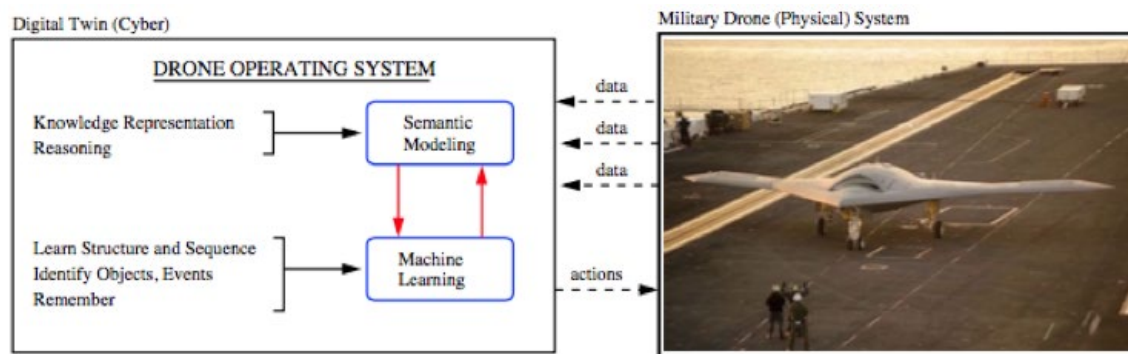 Digital Twin (Cyber)
Military Drone (Physical) System
DRONE OPERATING SYSTEM
Knowledge Representation
Reasoning
Semantic
Modeling
Learn Structure and Sequence
Identify Objects, Events
Remember
Machine
Learning
data
data
data
actions